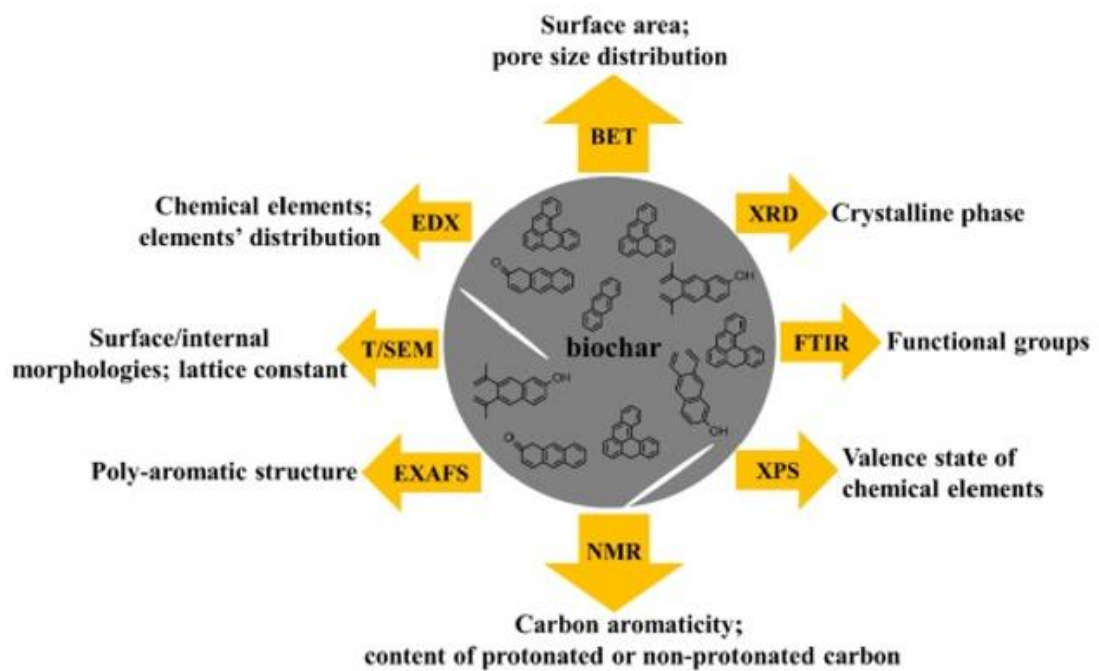 Surface area;
pore size distribution
BET
Chemical elements;
elements' distribution
EDX
XRD
Crystalline phase
O
OH
Surface/internal
morphologies; lattice constant
T/SEM
biochar
FTIR
Functional groups
OH
OH
O
Poly-aromatic structure
EXAFS
XPS
Valence state of
chemical elements
NMR
Carbon aromaticity;
content of protonated or non-protonated carbon